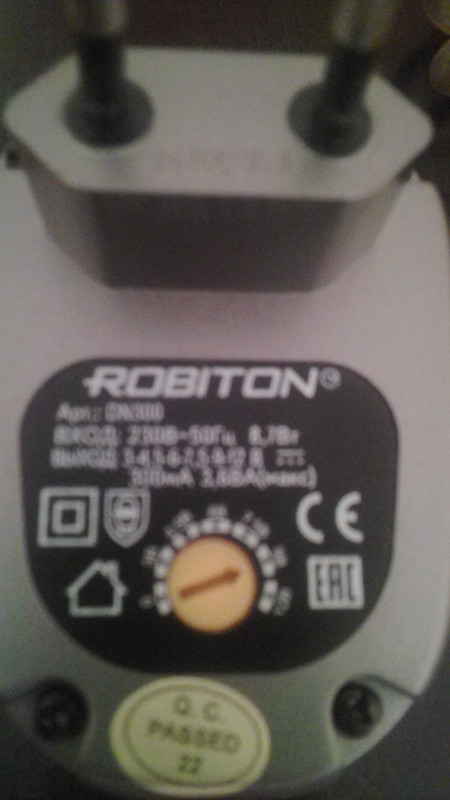 ROBITON
Арт.: DN300
ВХОД: 230В~50Гц 8,7Вт
ВЫХОД 3-4,5-6-7,5-9-12 В
300мА 3,6ВА(макс)
CE
EAC
Q.C.
PASSED
22